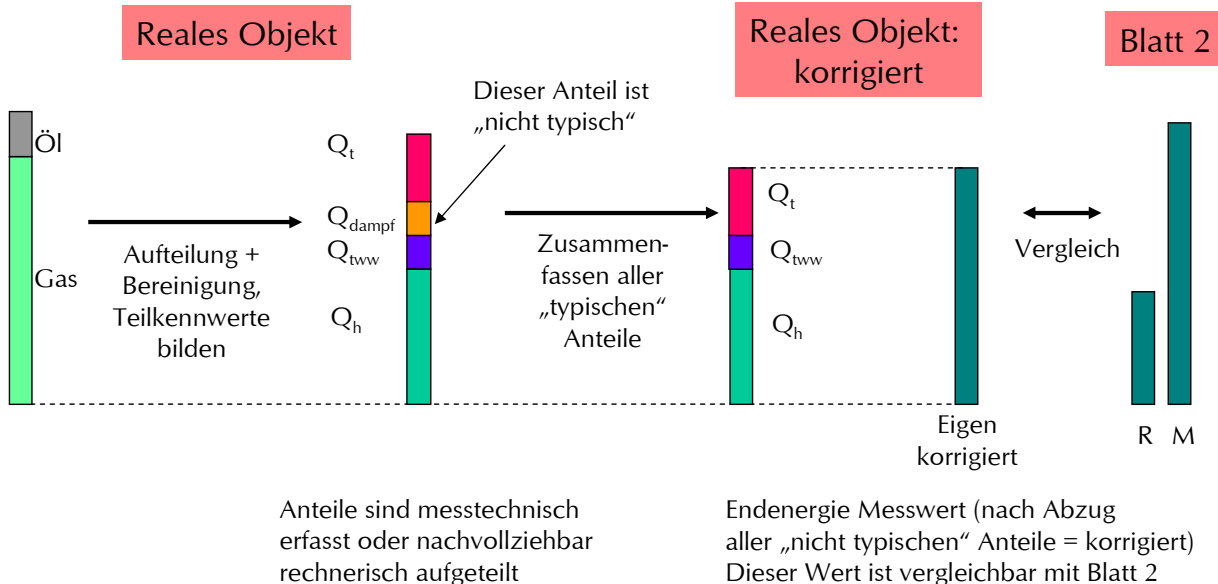 Reales Objekt
Reales Objekt:
korrigiert
Blatt 2
Dieser Anteil ist
„nicht typisch“
Öl
Gas
Aufteilung +
Bereinigung,
Teilkennwerte
bilden
Qt
Qdampf
Qtww
Qh
Zusammen-
fassen aller
„typischen“
Anteile
Qt
Qtww
Qh
Eigen
korrigiert
Vergleich
R M
Anteile sind messtechnisch
erfasst oder nachvollziehbar
rechnerisch aufgeteilt
Endenergie Messwert (nach Abzug
aller „nicht typischen“ Anteile = korrigiert)
Dieser Wert ist vergleichbar mit Blatt 2